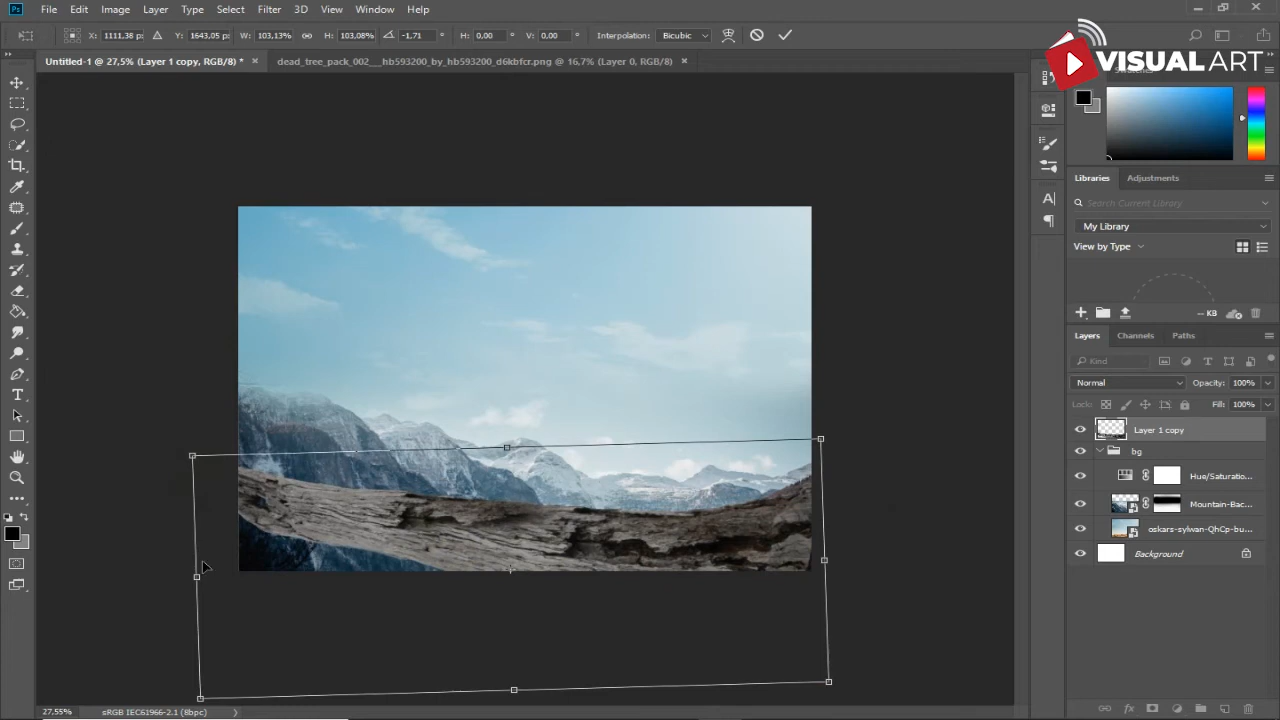 Ps File Edit Image Layer Type Select Filter 3D View Window Help
X: 1111,38 px Y: 1643,05 px W: 103,13% H: 103,08% -1,71 ° H: 0,00 ° V: 0,00 ° Interpolation: Bicubic
Untitled-1 @ 27,5% (Layer 1 copy, RGB/8) * dead_tree_pack_002___hb593200_by_hb593200_d6kbfcr.png @ 16,7% (Layer 0, RGB/8)
VISUAL ART
Libraries Adjustments
Search Current Library
My Library
View by Type
-- KB
Layers Channels Paths
Kind
Normal Opacity: 100%
Lock: Fill: 100%
Layer 1 copy
bg
Hue/Saturatio...
Mountain-Bac...
oskars-sylwan-QhCp-bu...
Background
27,55% sRGB IEC61966-2.1 (8bpc)